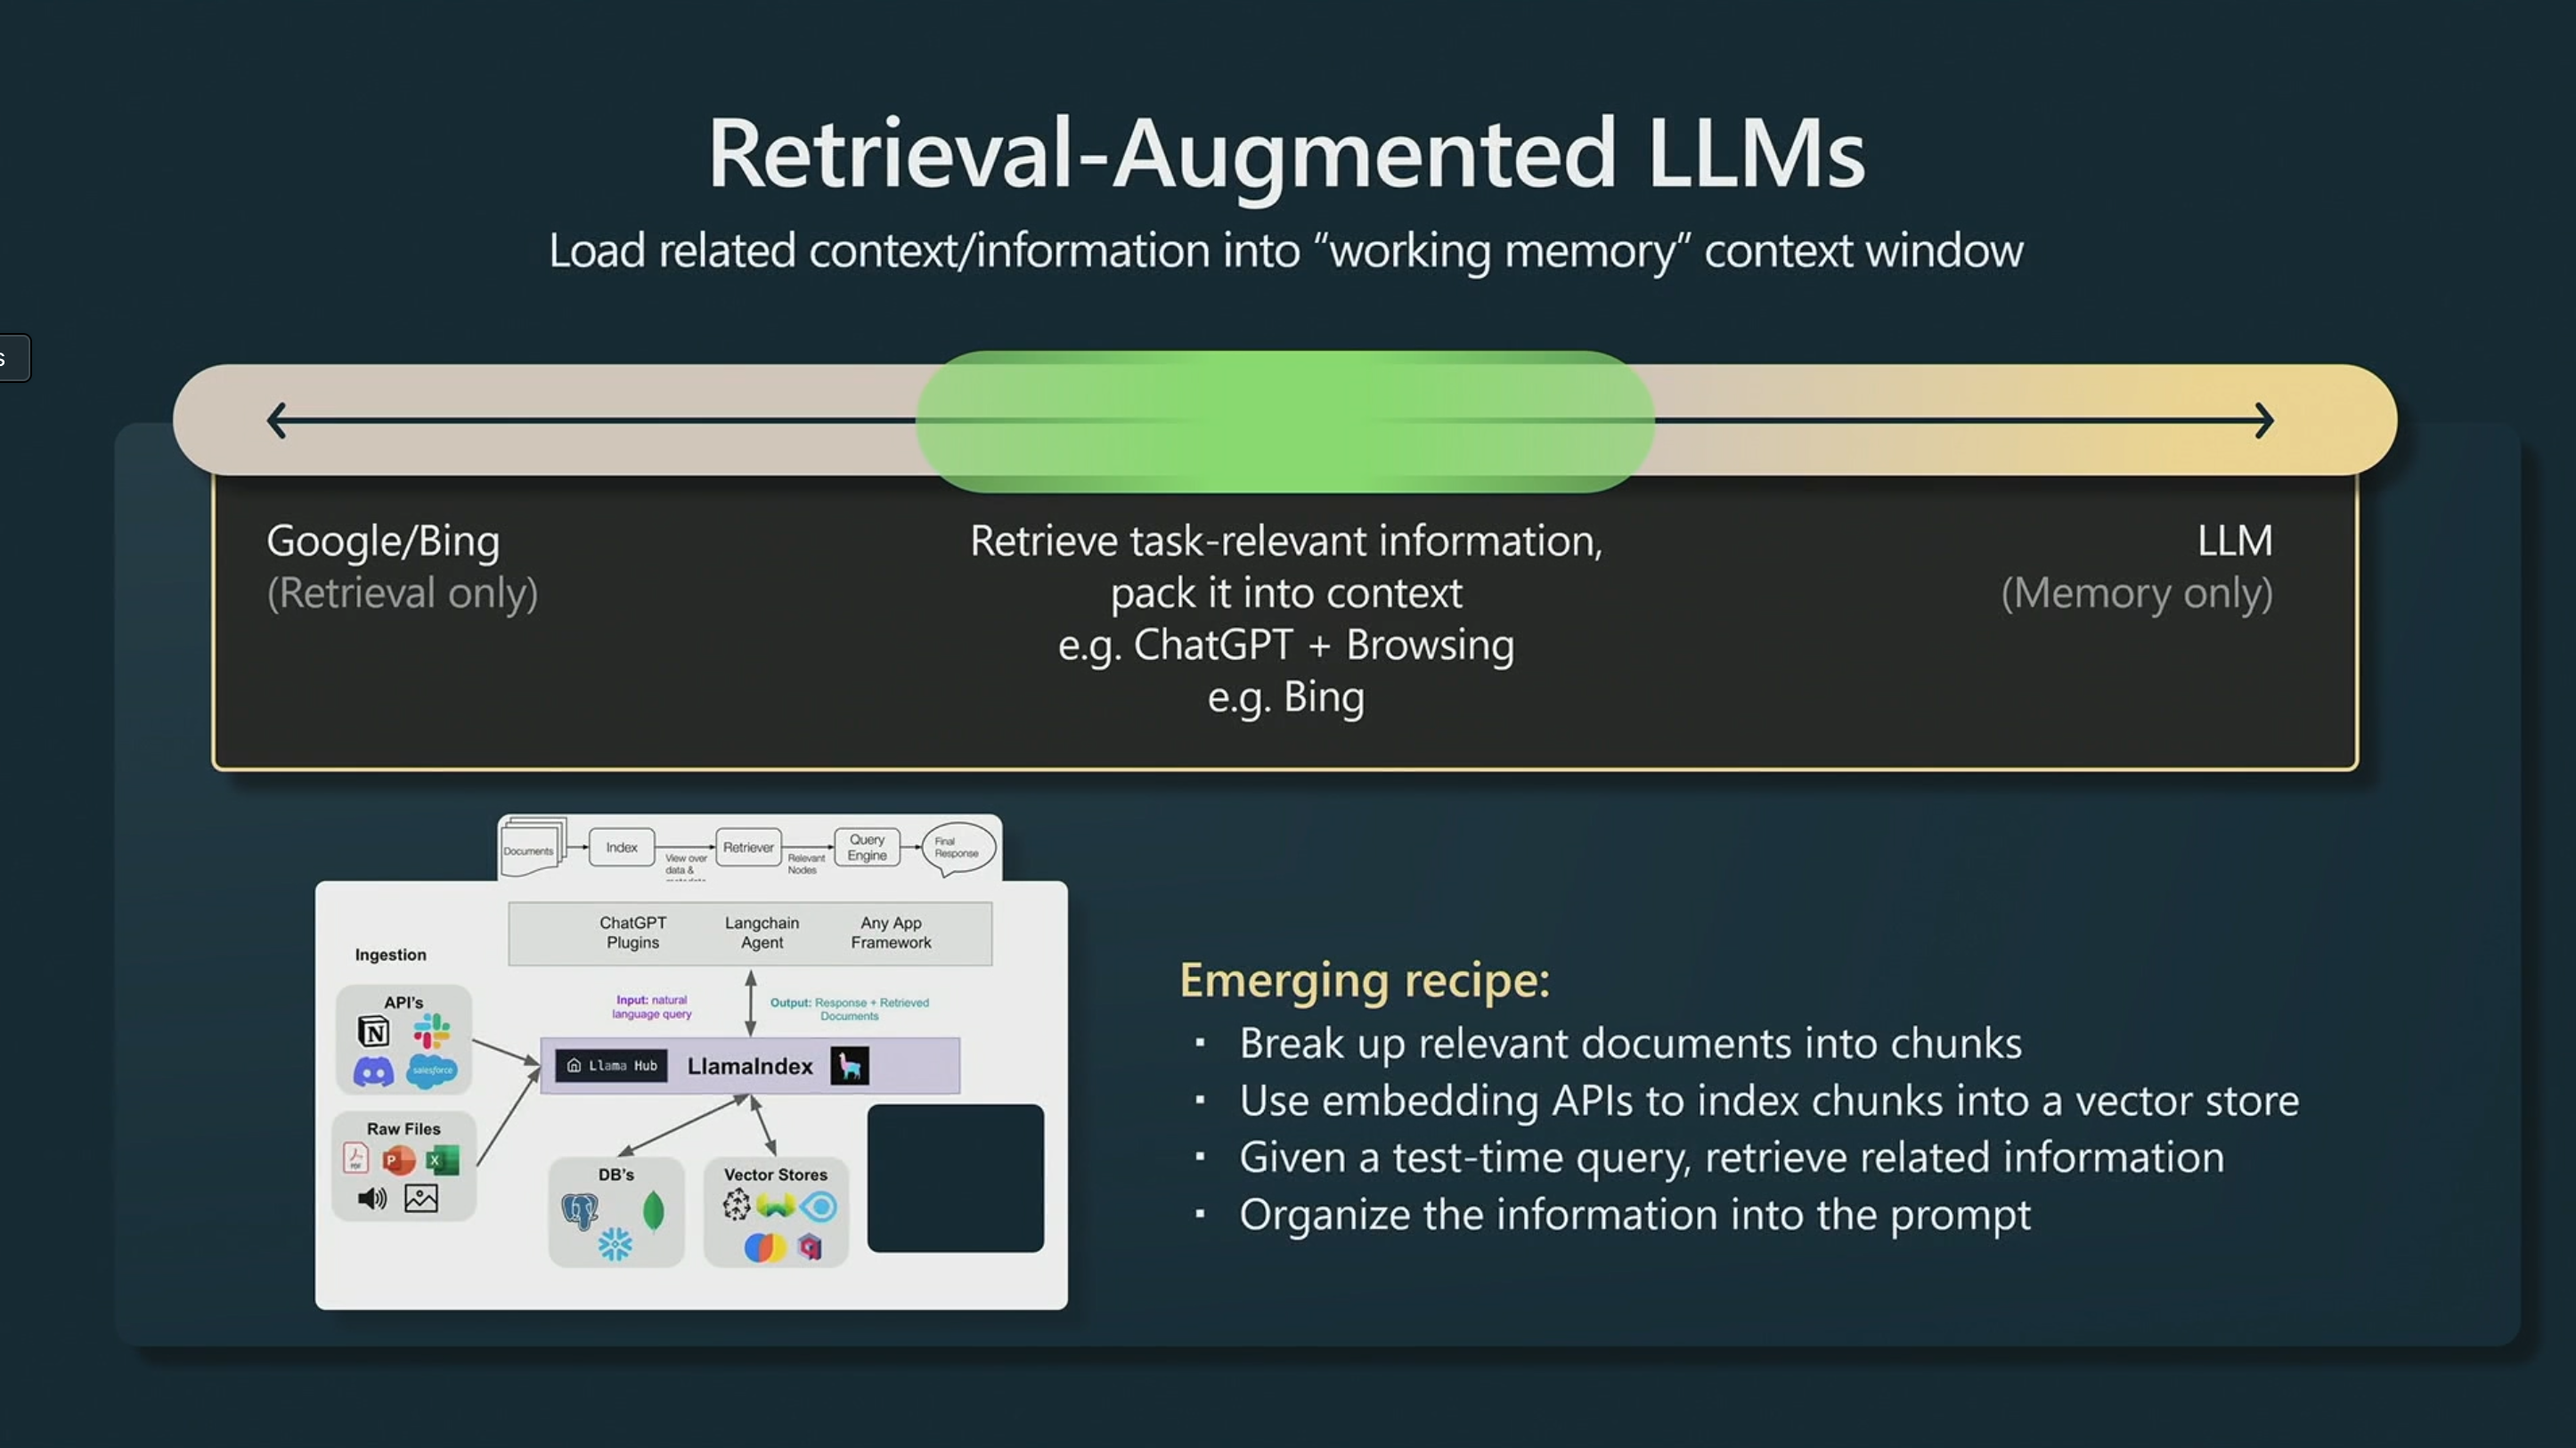 Retrieval-Augmented LLMs
Load related context/information into “working memory” context window
s
Google/Bing
(Retrieval only)
Retrieve task-relevant information,
pack it into context
e.g. ChatGPT + Browsing
e.g. Bing
LLM
(Memory only)
Documents
Index
View over
data &
Retriever
Relevant
Nodes
Query
Engine
Final
Response
ChatGPT
Plugins
Langchain
Agent
Any App
Framework
Ingestion
API's
N
salesforce
Raw Files
PDF
P
X
Input: natural
language query
Output: Response + Retrieved
Documents
Llama Hub
LlamaIndex
DB's
Vector Stores
Emerging recipe:
▪ Break up relevant documents into chunks
▪ Use embedding APIs to index chunks into a vector store
▪ Given a test-time query, retrieve related information
▪ Organize the information into the prompt